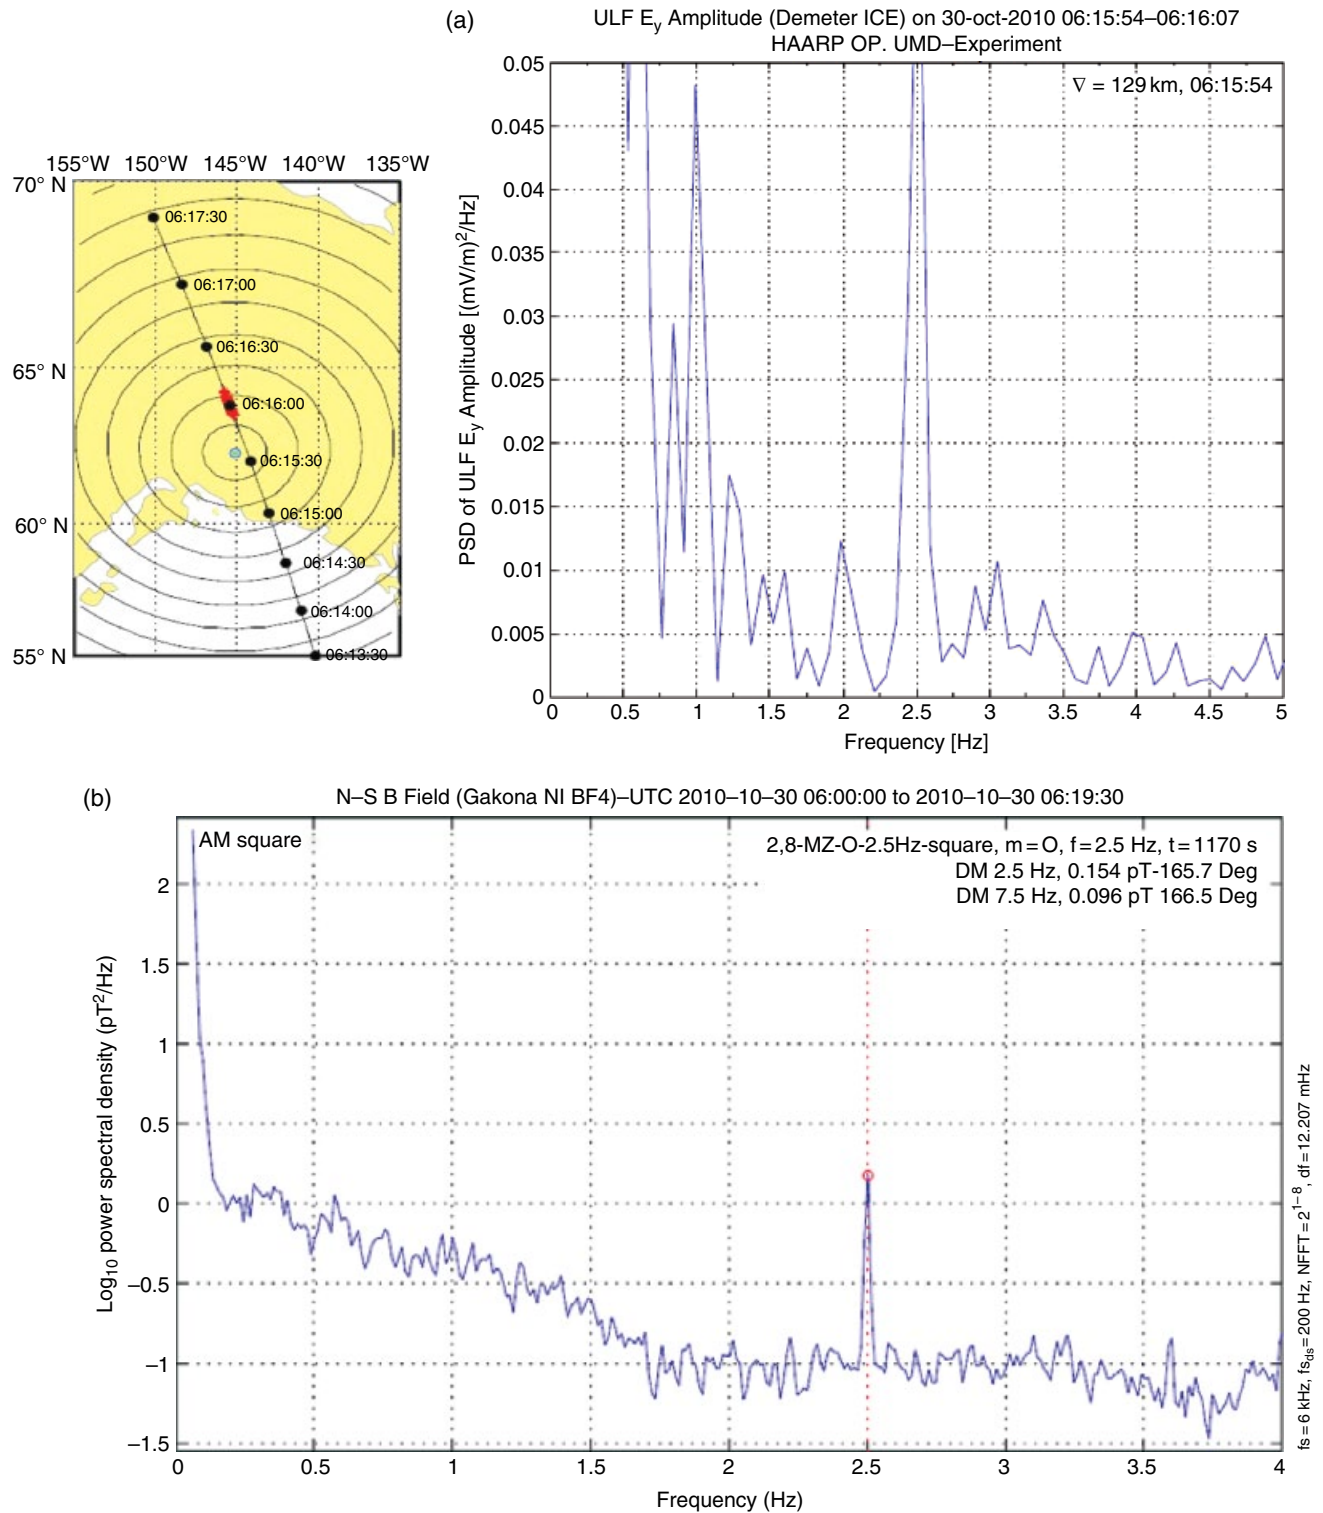 (a)
ULF Ey Amplitude (Demeter ICE) on 30-oct-2010 06:15:54–06:16:07
HAARP OP. UMD–Experiment
∇ = 129 km, 06:15:54
PSD of ULF Ey Amplitude [(mV/m)²/Hz]
0.05
0.045
0.04
0.035
0.03
0.025
0.02
0.015
0.01
0.005
0
0 0.5 1 1.5 2 2.5 3 3.5 4 4.5 5
Frequency [Hz]
155°W 150°W 145°W 140°W 135°W
70° N
65° N
60° N
55° N
06:17:30
06:17:00
06:16:30
06:16:00
06:15:30
06:15:00
06:14:30
06:14:00
06:13:30
(b)
N–S B Field (Gakona NI BF4)–UTC 2010–10–30 06:00:00 to 2010–10–30 06:19:30
AM square
2,8-MZ-O-2.5Hz-square, m = O, f = 2.5 Hz, t = 1170 s
DM 2.5 Hz, 0.154 pT-165.7 Deg
DM 7.5 Hz, 0.096 pT 166.5 Deg
Log10 power spectral density (pT²/Hz)
2
1.5
1
0.5
0
−0.5
−1
−1.5
0 0.5 1 1.5 2 2.5 3 3.5 4
Frequency (Hz)
fs = 6 kHz, fsds = 200 Hz, NFFT = 2¹⁻⁸, df = 12.207 mHz